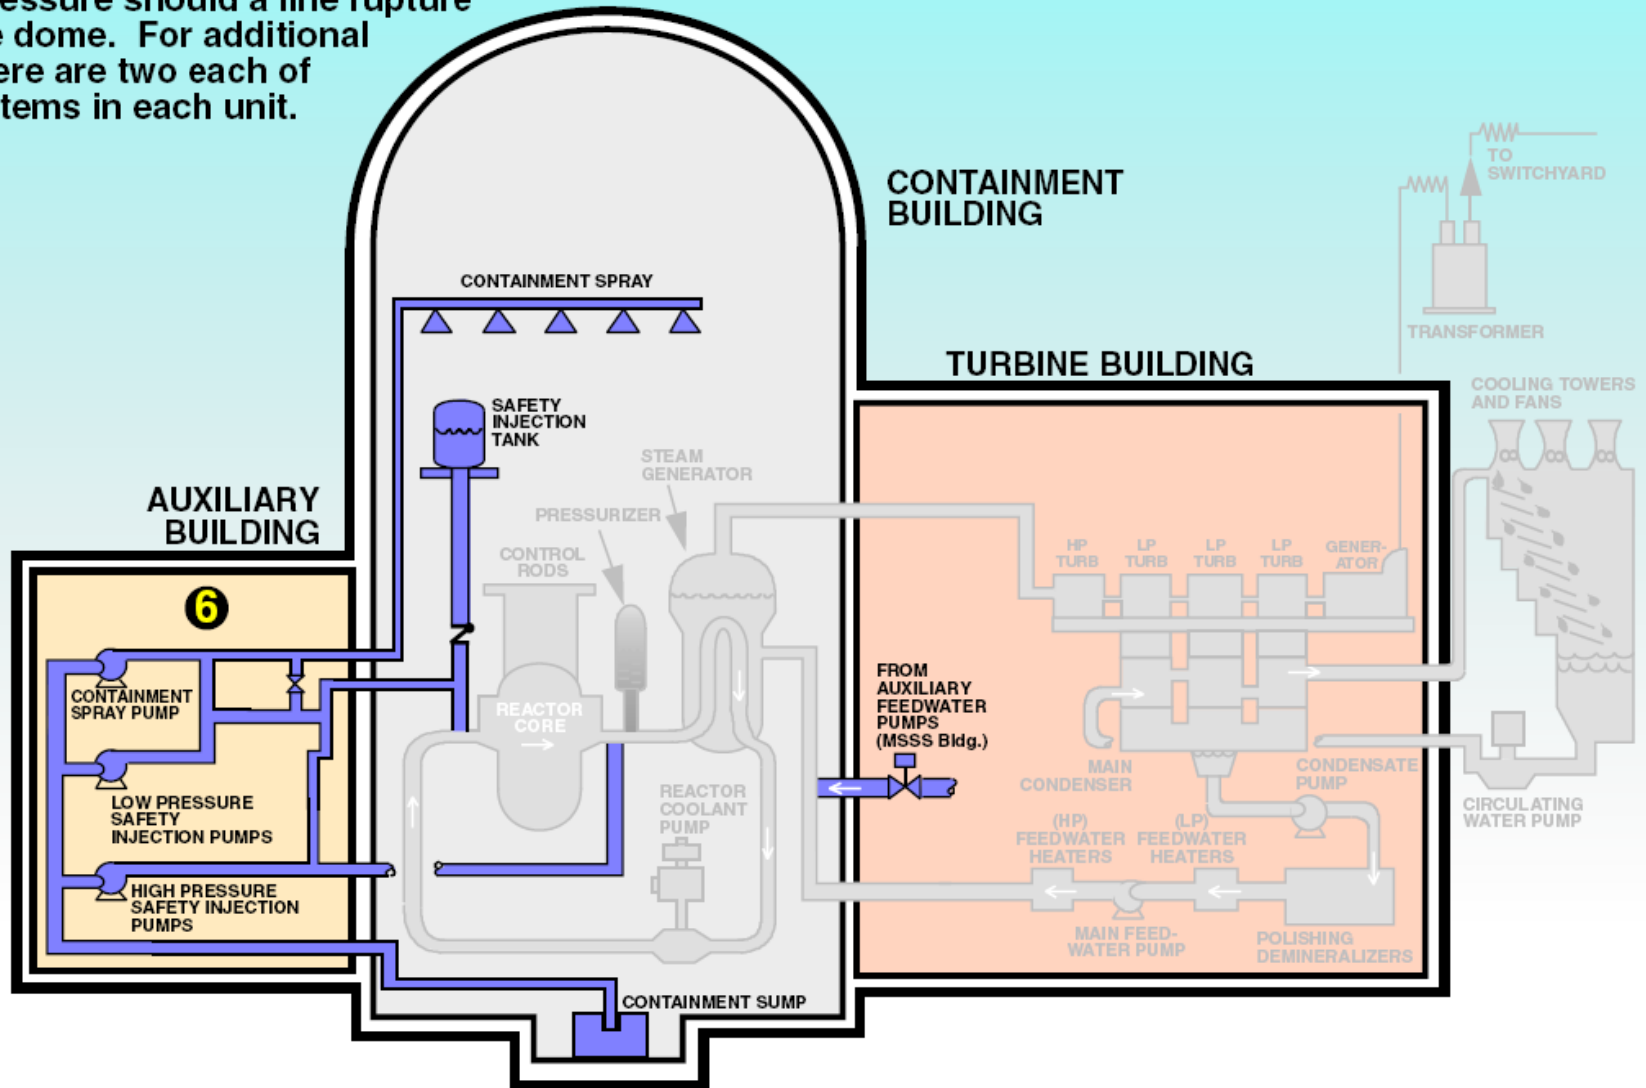 should a line rupture
dome. For additional
are two each of
in each unit.
CONTAINMENT
BUILDING
TO
SWITCHYARD
TRANSFORMER
CONTAINMENT SPRAY
TURBINE BUILDING
COOLING TOWERS
AND FANS
SAFETY
INJECTION
TANK
STEAM
GENERATOR
AUXILIARY
BUILDING
PRESSURIZER
CONTROL
RODS
HP
TURB
LP
TURB
LP
TURB
LP
TURB
GENER-
ATOR
6
CONTAINMENT
SPRAY PUMP
REACTOR
CORE
FROM
AUXILIARY
FEEDWATER
PUMPS
(MSSS Bldg.)
MAIN
CONDENSER
CONDENSATE
PUMP
LOW PRESSURE
SAFETY
INJECTION PUMPS
REACTOR
COOLANT
PUMP
CIRCULATING
WATER PUMP
(HP)
FEEDWATER
HEATERS
(LP)
FEEDWATER
HEATERS
HIGH PRESSURE
SAFETY INJECTION
PUMPS
MAIN FEED-
WATER PUMP
POLISHING
DEMINERALIZERS
CONTAINMENT SUMP